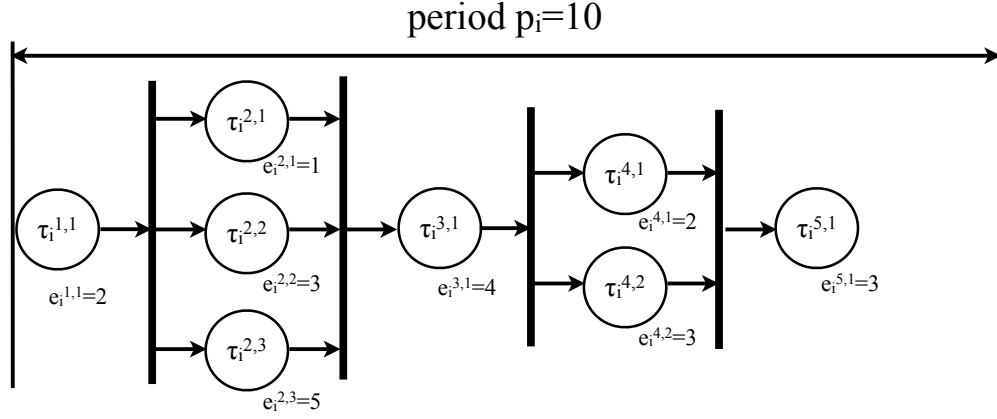 period pᵢ=10
τᵢ²,¹
eᵢ²,¹=1
τᵢ⁴,¹
eᵢ⁴,¹=2
τᵢ¹,¹
eᵢ¹,¹=2
τᵢ²,²
eᵢ²,²=3
τᵢ³,¹
eᵢ³,¹=4
τᵢ⁵,¹
eᵢ⁵,¹=3
τᵢ⁴,²
eᵢ⁴,²=3
τᵢ²,³
eᵢ²,³=5